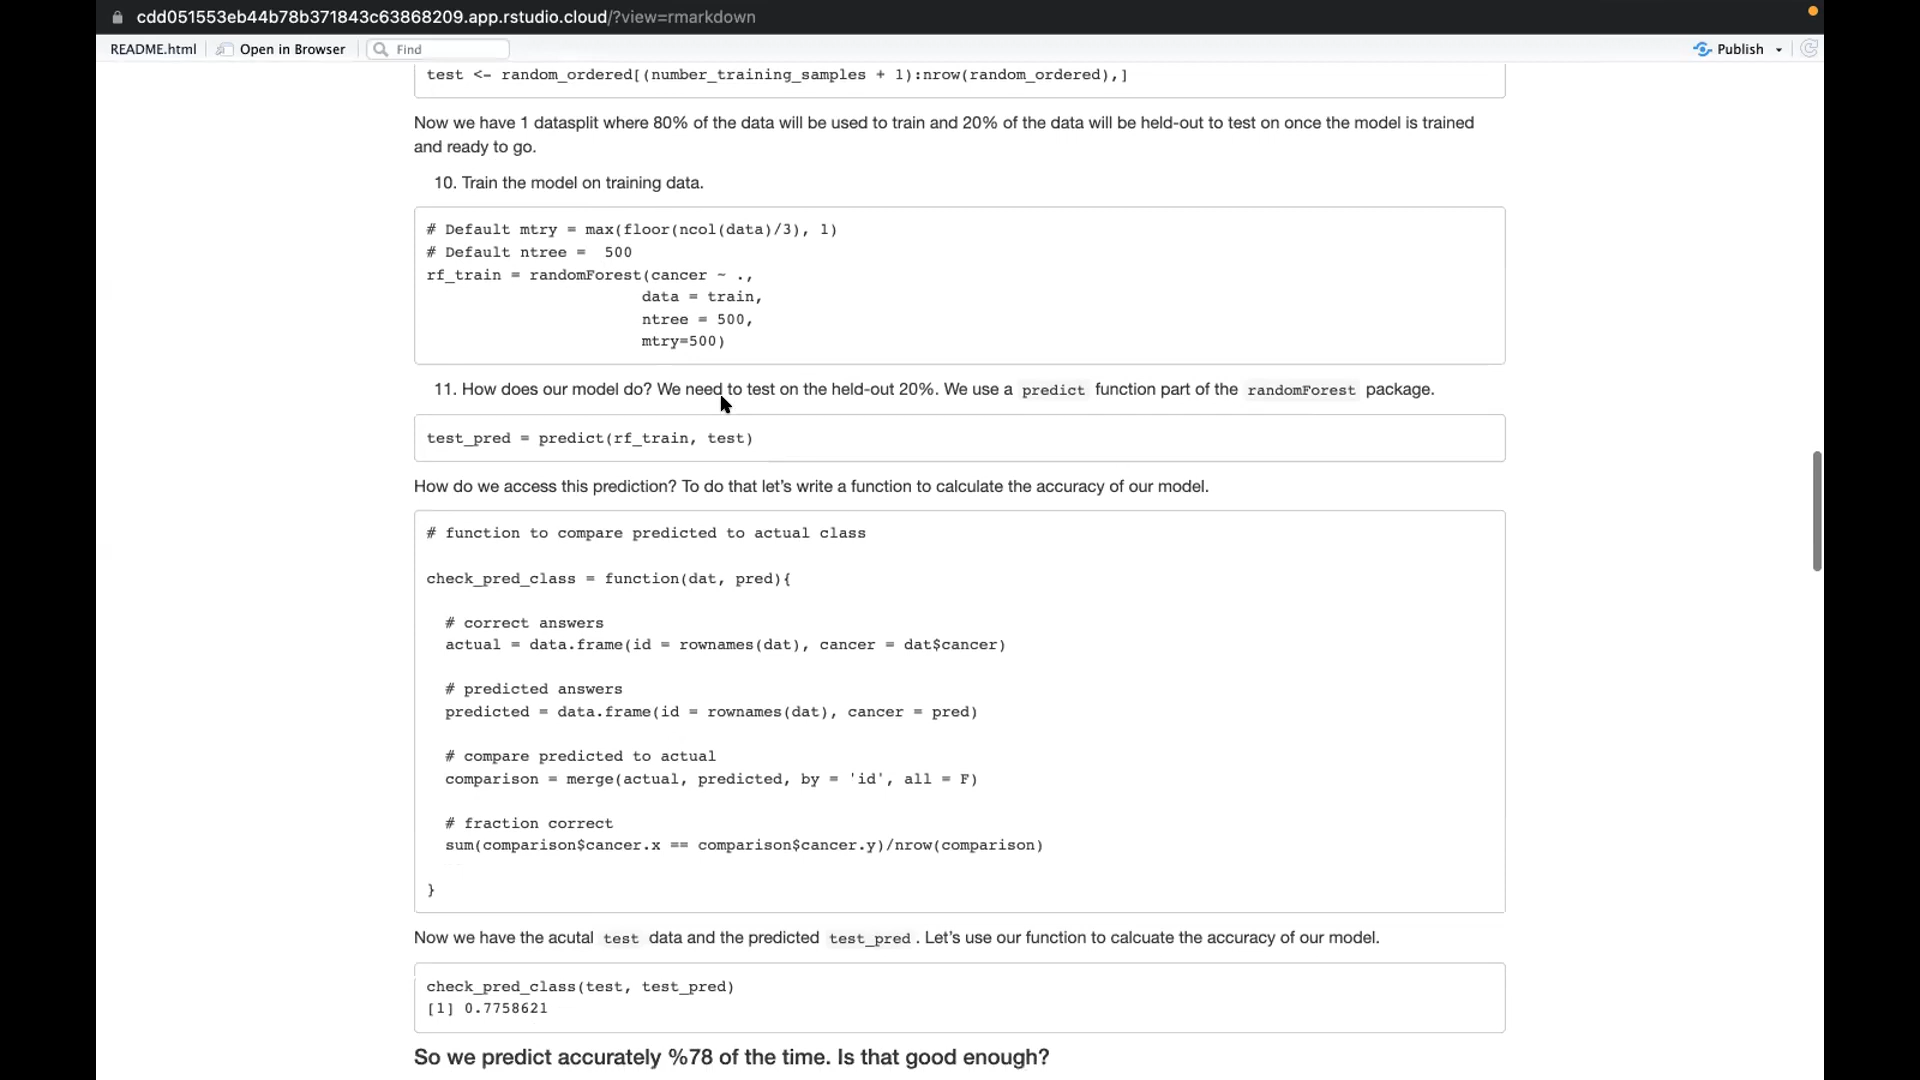 cdd051553eb44b78b371843c63868209.app.rstudio.cloud/?view=rmarkdown
README.html Open in Browser Find Publish
test <- random_ordered[(number_training_samples + 1):nrow(random_ordered),]
Now we have 1 datasplit where 80% of the data will be used to train and 20% of the data will be held-out to test on once the model is trained
and ready to go.
10. Train the model on training data.
# Default mtry = max(floor(ncol(data)/3), 1)
# Default ntree =  500
rf_train = randomForest(cancer ~ .,
data = train,
ntree = 500,
mtry=500)
11. How does our model do? We need to test on the held-out 20%. We use a predict function part of the randomForest package.
test_pred = predict(rf_train, test)
How do we access this prediction? To do that let’s write a function to calculate the accuracy of our model.
# function to compare predicted to actual class
check_pred_class = function(dat, pred){
# correct answers
actual = data.frame(id = rownames(dat), cancer = dat$cancer)
# predicted answers
predicted = data.frame(id = rownames(dat), cancer = pred)
# compare predicted to actual
comparison = merge(actual, predicted, by = 'id', all = F)
# fraction correct
sum(comparison$cancer.x == comparison$cancer.y)/nrow(comparison)
}
Now we have the acutal test data and the predicted test_pred. Let’s use our function to calcuate the accuracy of our model.
check_pred_class(test, test_pred)
[1] 0.7758621
So we predict accurately %78 of the time. Is that good enough?